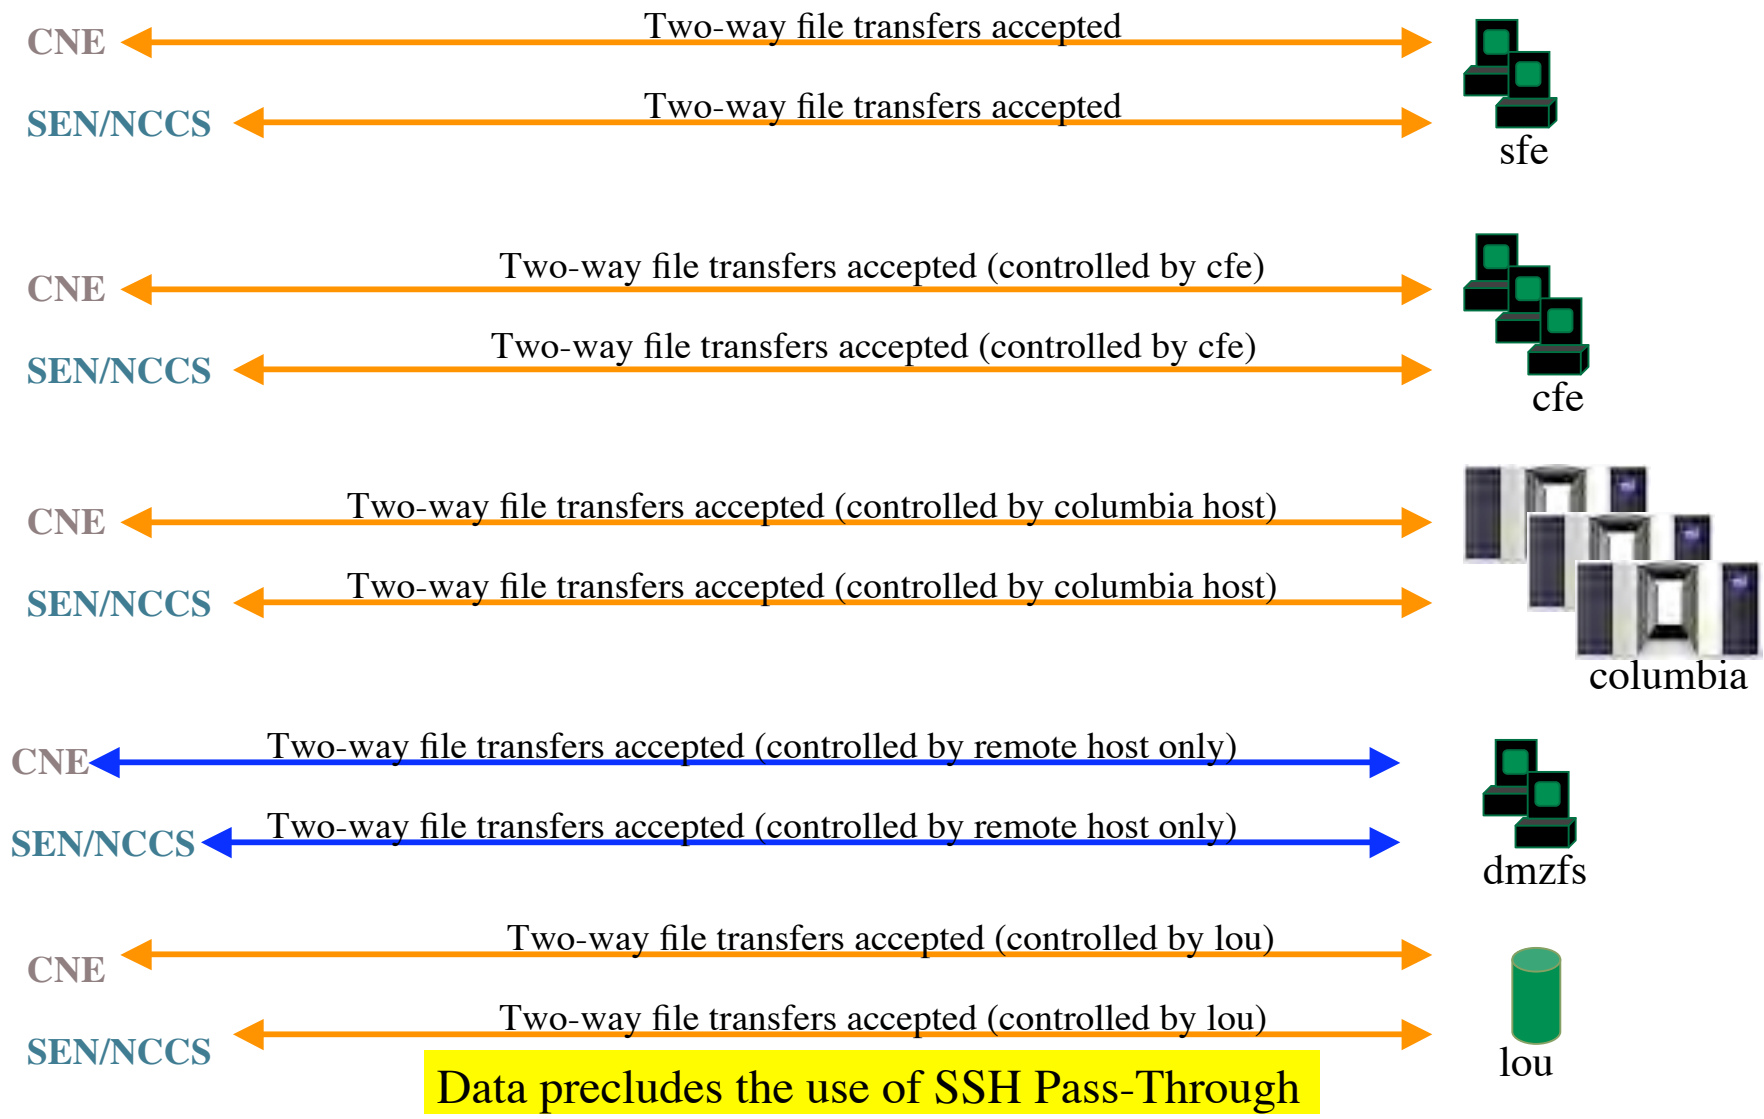 CNE
Two-way file transfers accepted
SEN/NCCS
Two-way file transfers accepted
sfe
CNE
Two-way file transfers accepted (controlled by cfe)
SEN/NCCS
Two-way file transfers accepted (controlled by cfe)
cfe
CNE
Two-way file transfers accepted (controlled by columbia host)
SEN/NCCS
Two-way file transfers accepted (controlled by columbia host)
columbia
CNE
Two-way file transfers accepted (controlled by remote host only)
SEN/NCCS
Two-way file transfers accepted (controlled by remote host only)
dmzfs
CNE
Two-way file transfers accepted (controlled by lou)
SEN/NCCS
Two-way file transfers accepted (controlled by lou)
lou
Data precludes the use of SSH Pass-Through